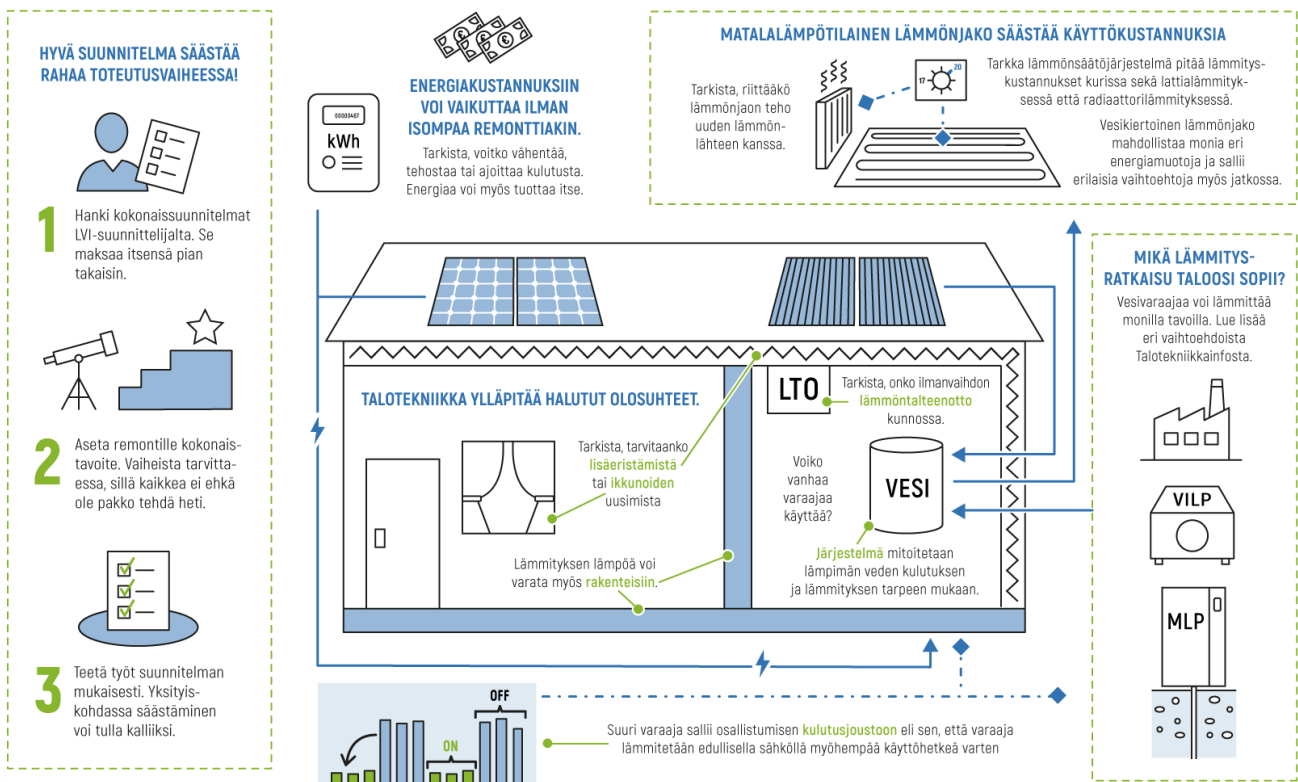 HYVÄ SUUNNITELMA SÄÄSTÄÄ
RAHAA TOTEUTUSVAIHEESSA!
1
Hanki kokonaissuunnitelmat
LVI-suunnittelijalta. Se
maksaa itsensä pian
takaisin.
2
Aseta remontille kokonais-
tavoite. Vaiheista tarvitta-
essa, sillä kaikkea ei ehkä
ole pakko tehdä heti.
3
Teetä työt suunnitelman
mukaisesti. Yksityis-
kohdassa säästäminen
voi tulla kalliiksi.
€
€
€
00000467
kWh
ENERGIAKUSTANNUKSIIN
VOI VAIKUTTAA ILMAN
ISOMPAA REMONTTIAKIN.
Tarkista, voitko vähentää,
tehostaa tai ajoittaa kulutusta.
Energiaa voi myös tuottaa itse.
MATALALÄMPÖTILAINEN LÄMMÖNJAKO SÄÄSTÄÄ KÄYTTÖKUSTANNUKSIA
Tarkista, riittääkö
lämmönjaon teho
uuden lämmön-
lähteen kanssa.
17
20
Tarkka lämmönsäätöjärjestelmä pitää lämmitys-
kustannukset kurissa sekä lattialämmityk-
sessä että radiaattorilämmityksessä.
Vesikiertoinen lämmönjako
mahdollistaa monia eri
energiamuotoja ja sallii
erilaisia vaihtoehtoja myös jatkossa.
TALOTEKNIIKKA YLLÄPITÄÄ HALUTUT OLOSUHTEET.
Tarkista, tarvitaanko
lisäeristämistä
tai ikkunoiden
uusimista
Lämmityksen lämpöä voi
varata myös rakenteisiin.
LTO
Tarkista, onko ilmanvaihdon
lämmöntalteenotto
kunnossa.
Voiko
vanhaa
varaajaa
käyttää?
VESI
Järjestelmä mitoitetaan
lämpimän veden kulutuksen
ja lämmityksen tarpeen mukaan.
MIKÄ LÄMMITYS-
RATKAISU TALOOSI SOPII?
Vesivaraajaa voi lämmittää
monilla tavoilla. Lue lisää
eri vaihtoehdoista
Talotekniikkainfosta.
VILP
MLP
OFF
ON
Suuri varaaja sallii osallistumisen kulutusjoustoon eli sen, että varaaja
lämmitetään edullisella sähköllä myöhempää käyttöhetkeä varten